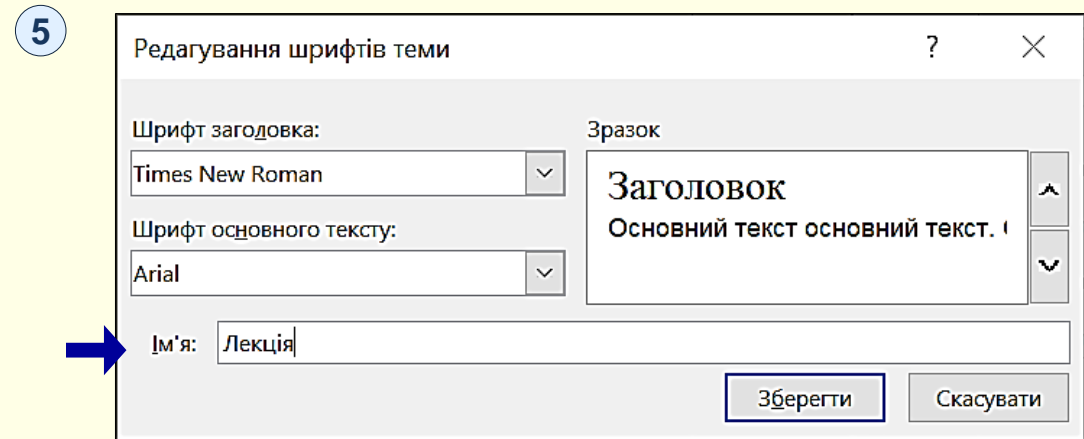 5
Редагування шрифтів теми ?
Шрифт заголовка:
Times New Roman
Шрифт основного тексту:
Arial
Зразок
Заголовок
Основний текст основний текст.
Ім'я: Лекція
Зберегти Скасувати